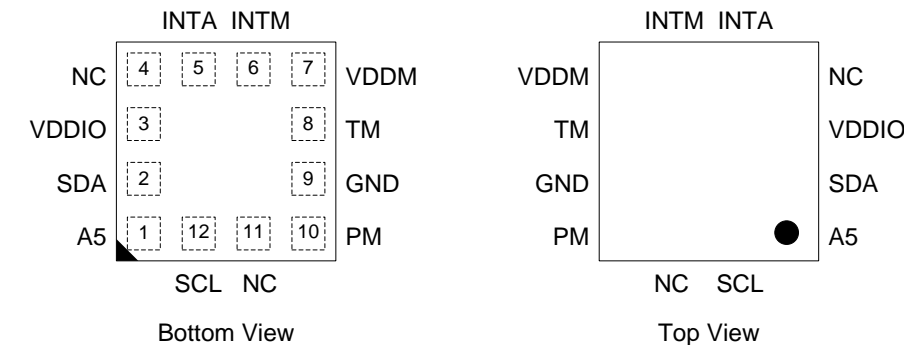 INTA INTM
NC 4 5 6 7 VDDM
VDDIO 3 8 TM
SDA 2 9 GND
A5 1 12 11 10 PM
SCL NC
Bottom View
INTM INTA
VDDM NC
TM VDDIO
GND SDA
PM A5
NC SCL
Top View